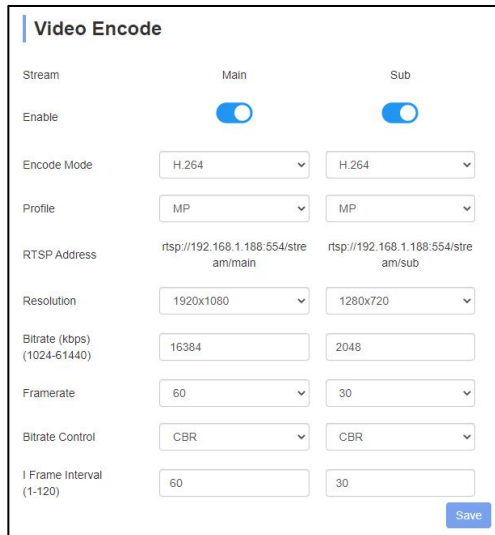 Video Encode
Stream Main Sub
Enable
Encode Mode H.264 H.264
Profile MP MP
RTSP Address rtsp://192.168.1.188:554/stre rtsp://192.168.1.188:554/stre
am/main am/sub
Resolution 1920x1080 1280x720
Bitrate (kbps)
(1024-61440) 16384 2048
Framerate 60 30
Bitrate Control CBR CBR
I Frame Interval
(1-120) 60 30
Save